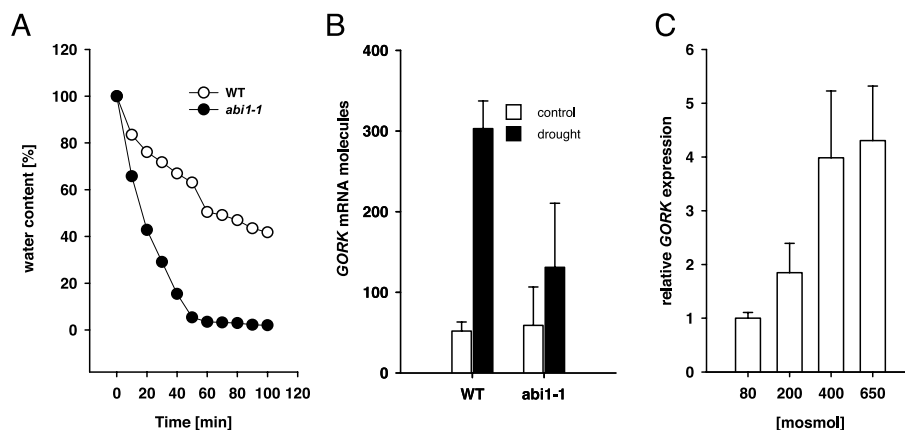 A
120
100
80
60
40
20
0
water content [%]
WT
abi1-1
0 20 40 60 80 100 120
Time [min]
B
400
300
200
100
0
GORK mRNA molecules
control
drought
WT abi1-1
C
6
5
4
3
2
1
0
relative GORK expression
80 200 400 650
[mosmol]